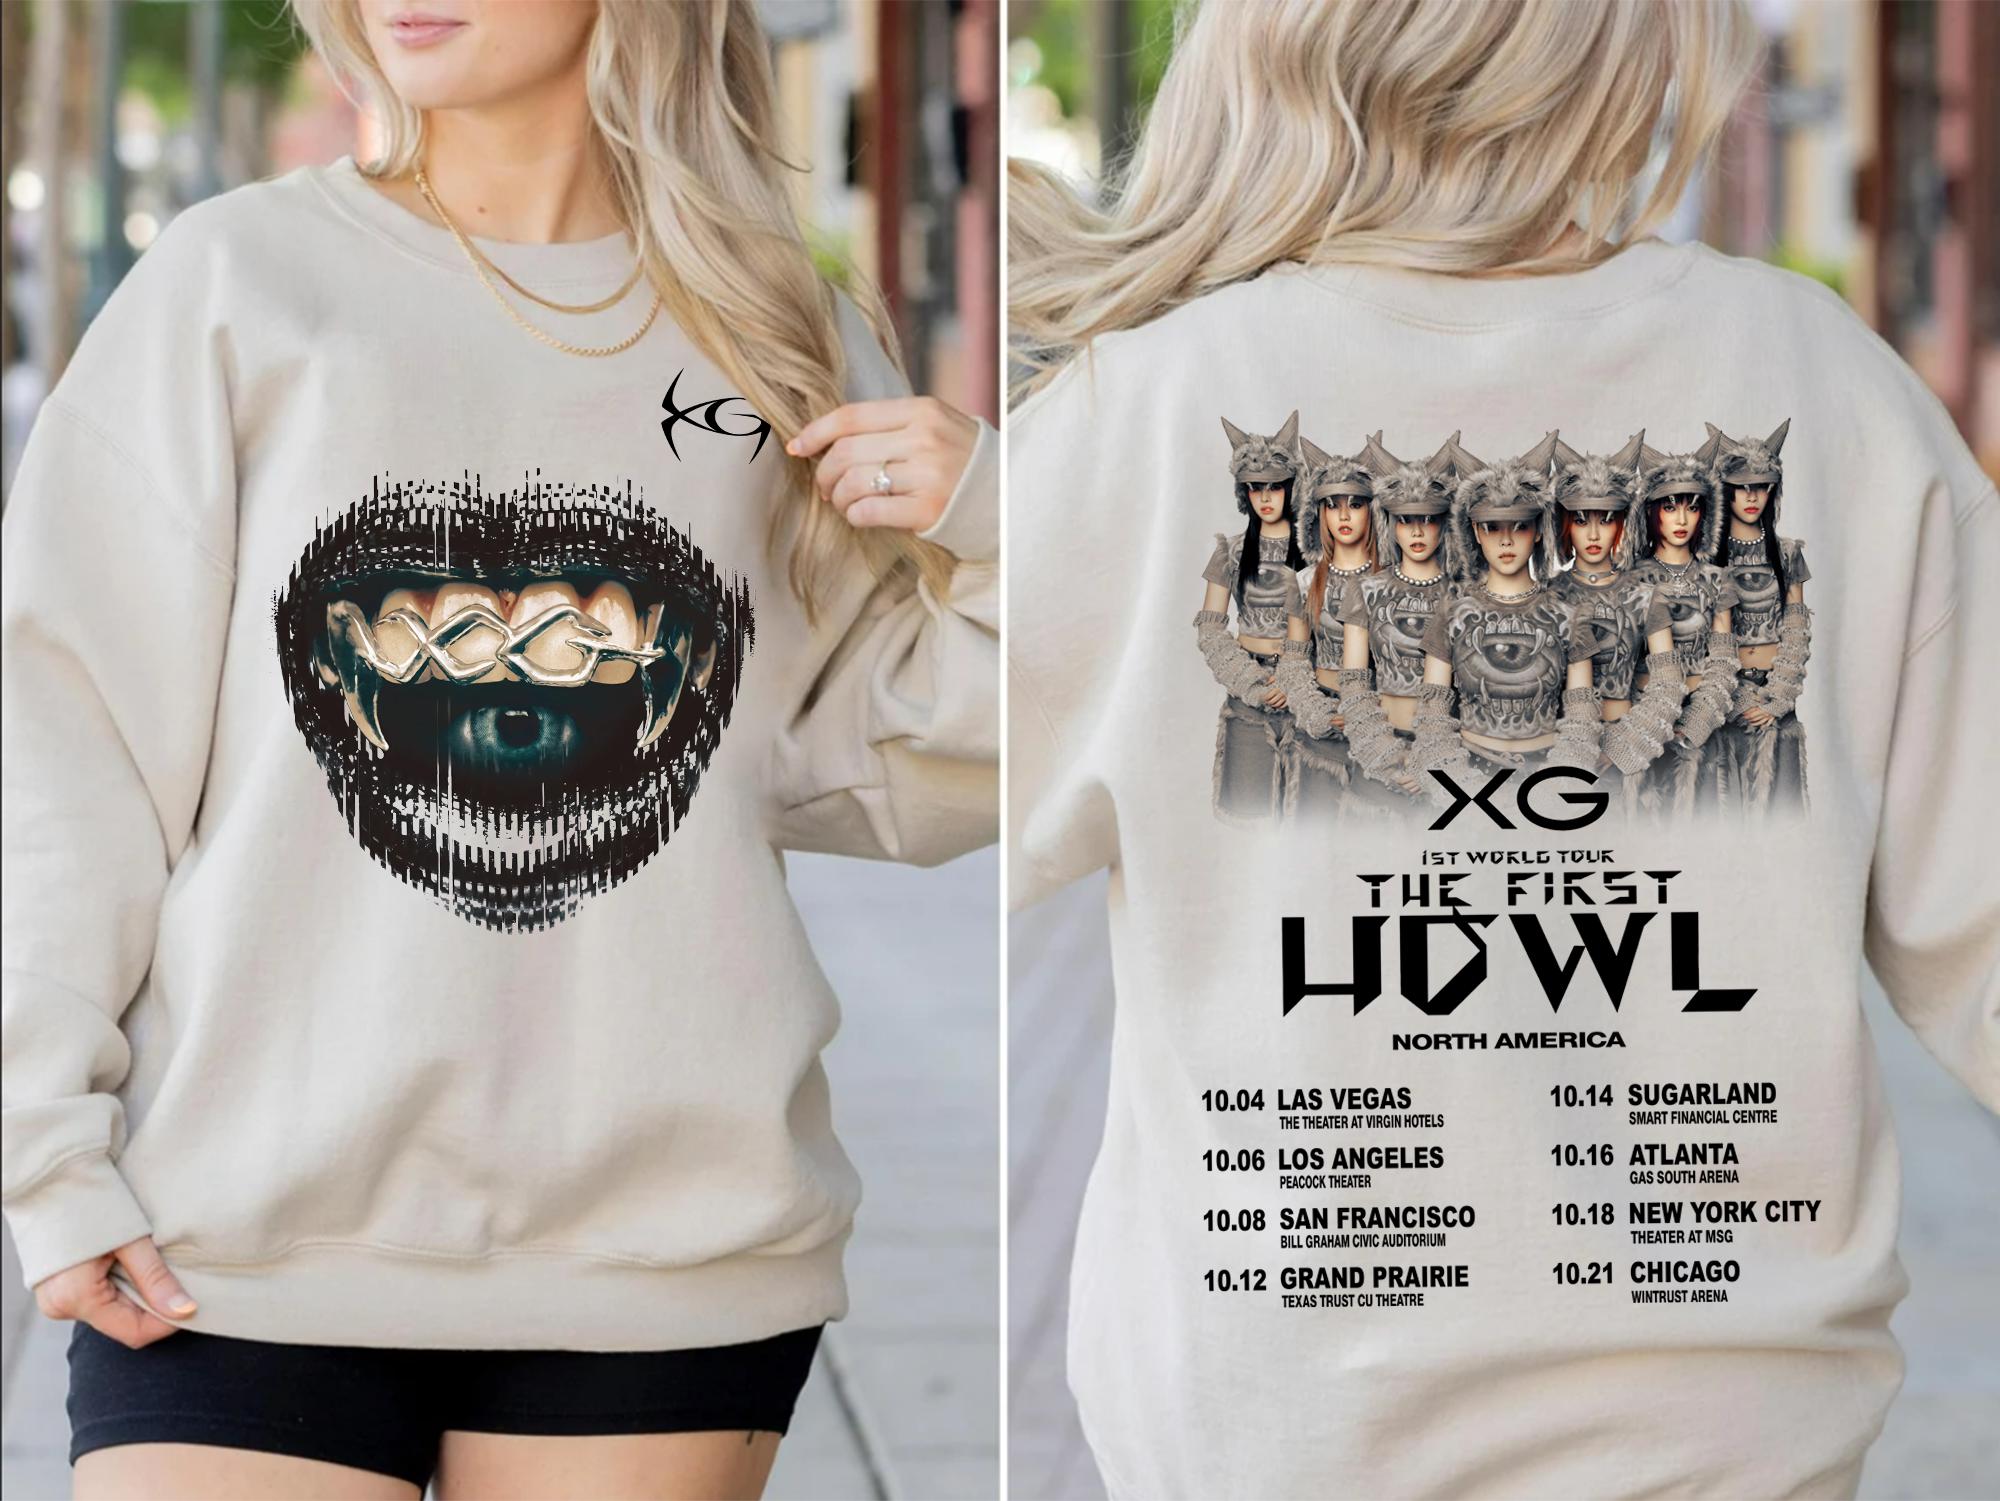 XG
XG
XG
1ST WORLD TOUR
THE FIRST
HOWL
NORTH AMERICA
10.04 LAS VEGAS
THE THEATER AT VIRGIN HOTELS
10.06 LOS ANGELES
PEACOCK THEATER
10.08 SAN FRANCISCO
BILL GRAHAM CIVIC AUDITORIUM
10.12 GRAND PRAIRIE
TEXAS TRUST CU THEATRE
10.14 SUGARLAND
SMART FINANCIAL CENTRE
10.16 ATLANTA
GAS SOUTH ARENA
10.18 NEW YORK CITY
THEATER AT MSG
10.21 CHICAGO
WINTRUST ARENA